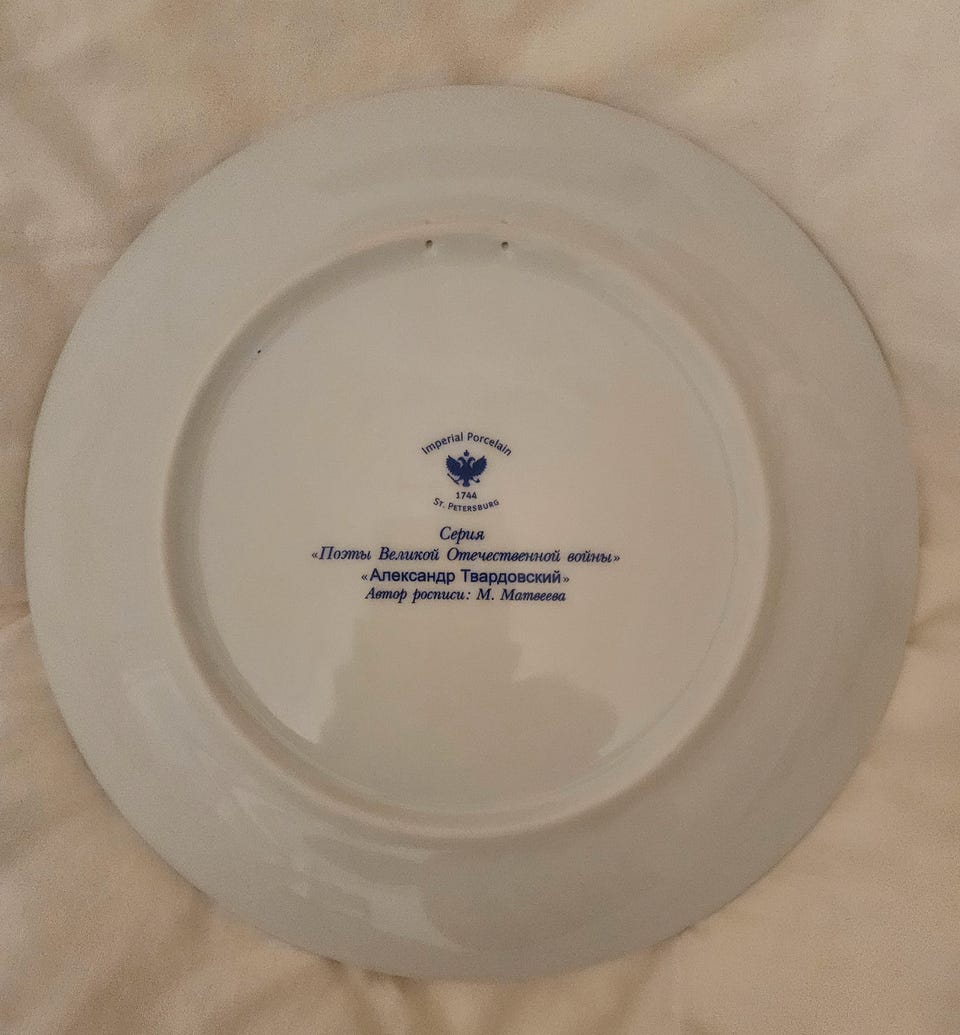 Imperial Porcelain
1744
St. Petersburg
Серия
«Поэты Великой Отечественной войны»
«Александр Твардовский»
Автор росписи: М. Матвеева